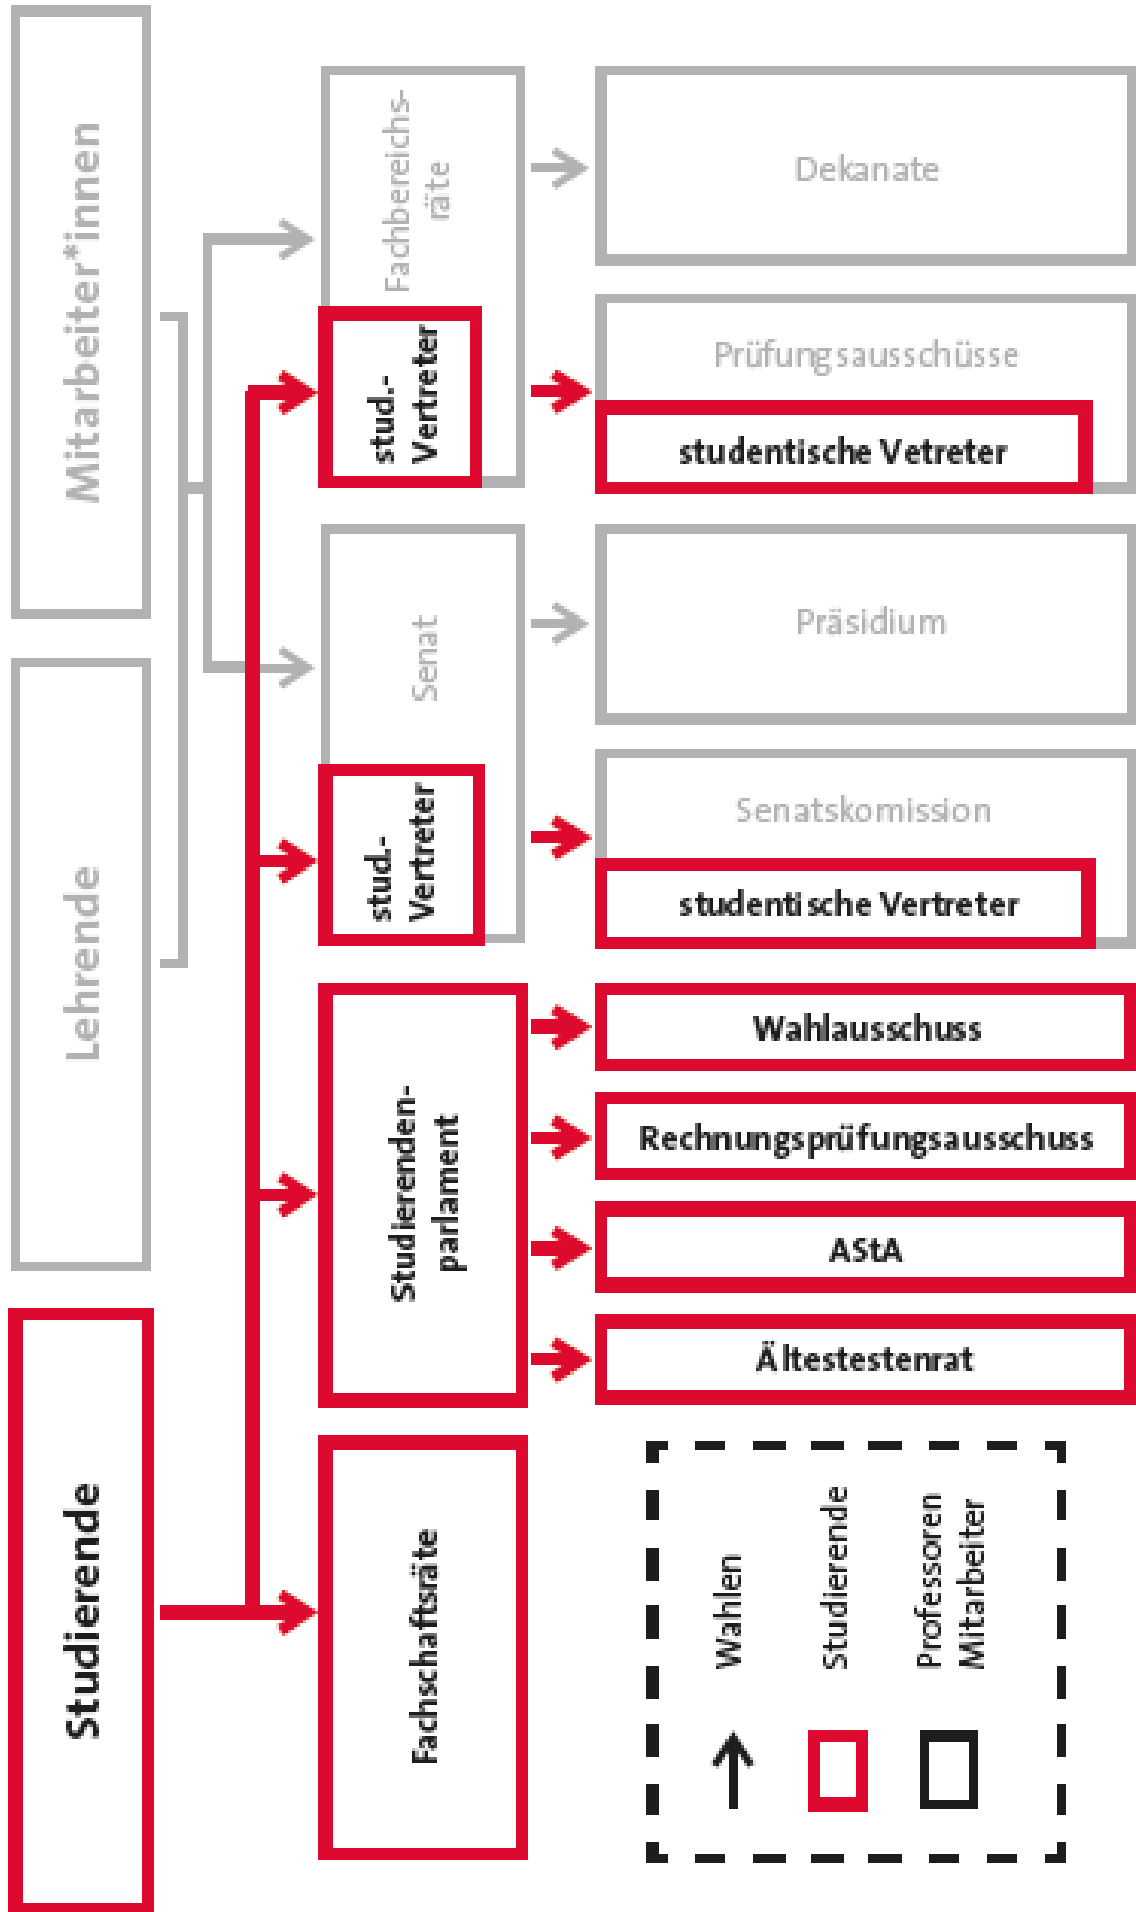 Mitarbeiter*innen
Lehrende
Studierende
Fachbereichs-
räte
stud.-
Vertreter
Senat
stud.-
Vertreter
Studierenden-
parlament
Fachschaftsräte
Dekanate
Prüfungsausschüsse
studentische Vetreter
Präsidium
Senatskomission
studentische Vertreter
Wahlausschuss
Rechnungsprüfungsausschuss
AStA
Ältestestenrat
Wahlen
Studierende
Professoren
Mitarbeiter